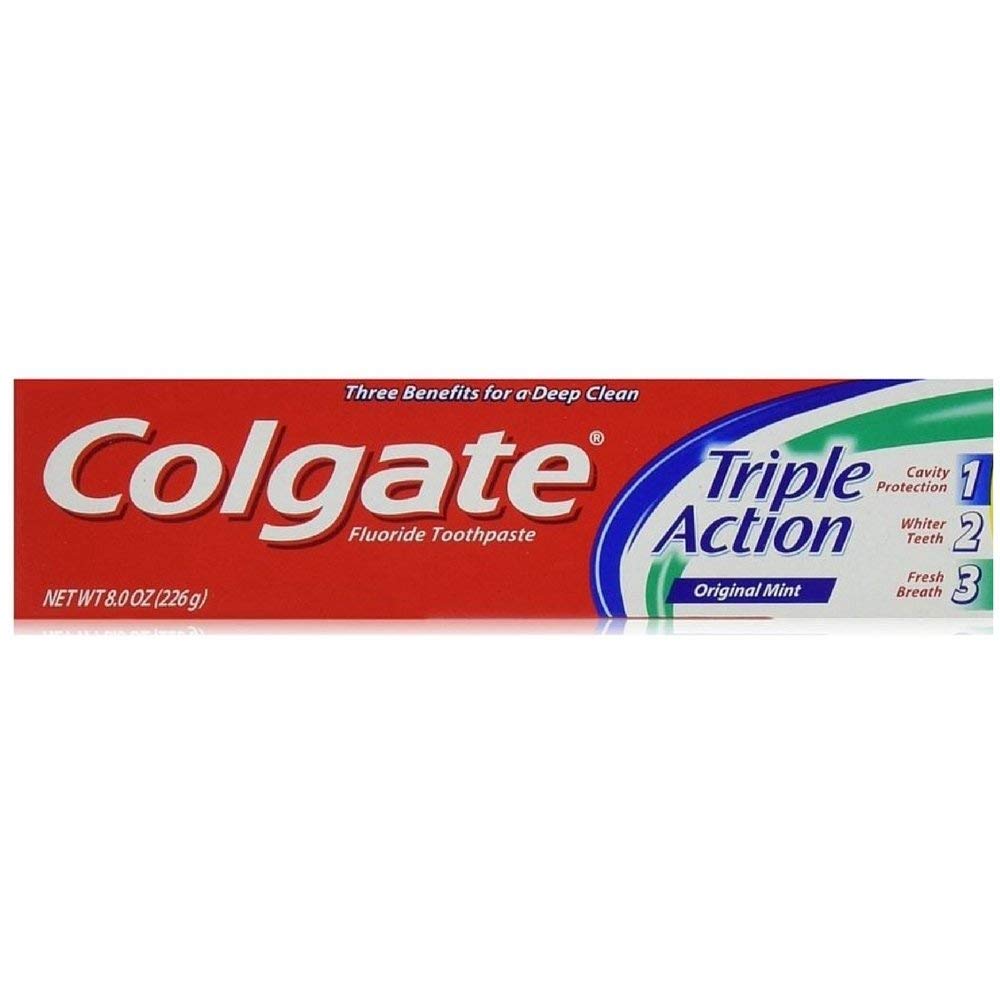 Three Benefits for a Deep Clean
Colgate®
Fluoride Toothpaste
NET WT 8.0 OZ (226 g)
Triple
Action
Original Mint
Cavity
Protection
1
Whiter
Teeth
2
Fresh
Breath
3